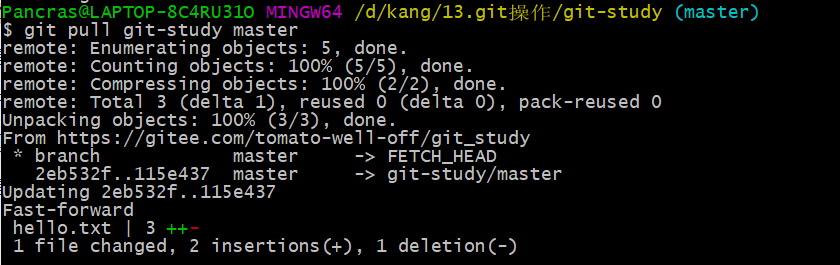 Pancras@LAPTOP-8C4RU31O MINGW64 /d/kang/13.git操作/git-study (master)
$ git pull git-study master
remote: Enumerating objects: 5, done.
remote: Counting objects: 100% (5/5), done.
remote: Compressing objects: 100% (2/2), done.
remote: Total 3 (delta 1), reused 0 (delta 0), pack-reused 0
Unpacking objects: 100% (3/3), done.
From https://gitee.com/tomato-well-off/git_study
 * branch            master     -> FETCH_HEAD
   2eb532f..115e437  master     -> git-study/master
Updating 2eb532f..115e437
Fast-forward
 hello.txt | 3 ++-
 1 file changed, 2 insertions(+), 1 deletion(-)